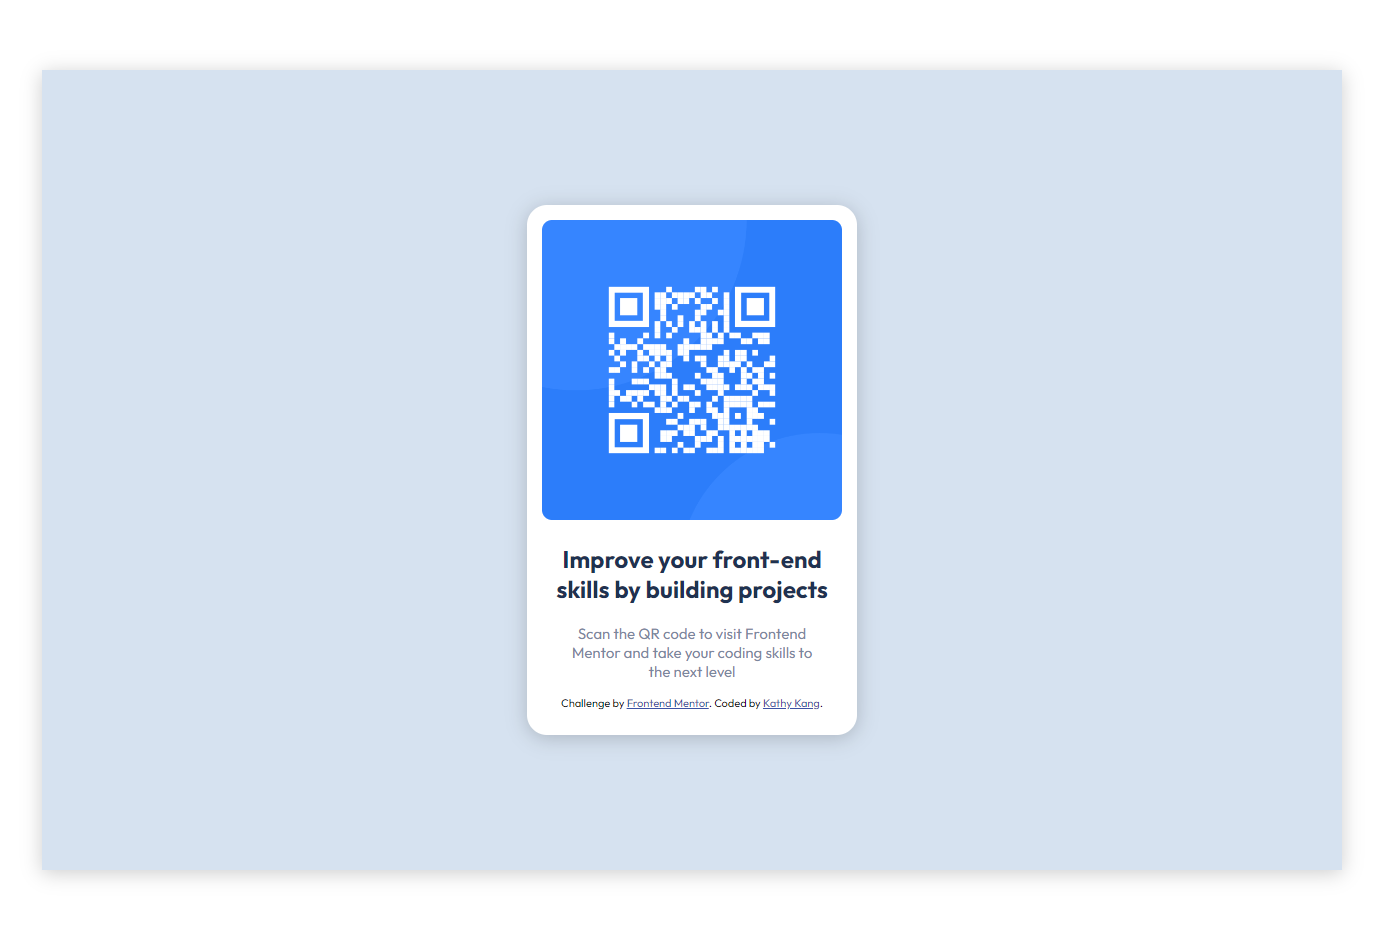 Improve your front-end
skills by building projects
Scan the QR code to visit Frontend
Mentor and take your coding skills to
the next level
Challenge by Frontend Mentor. Coded by Kathy Kang.